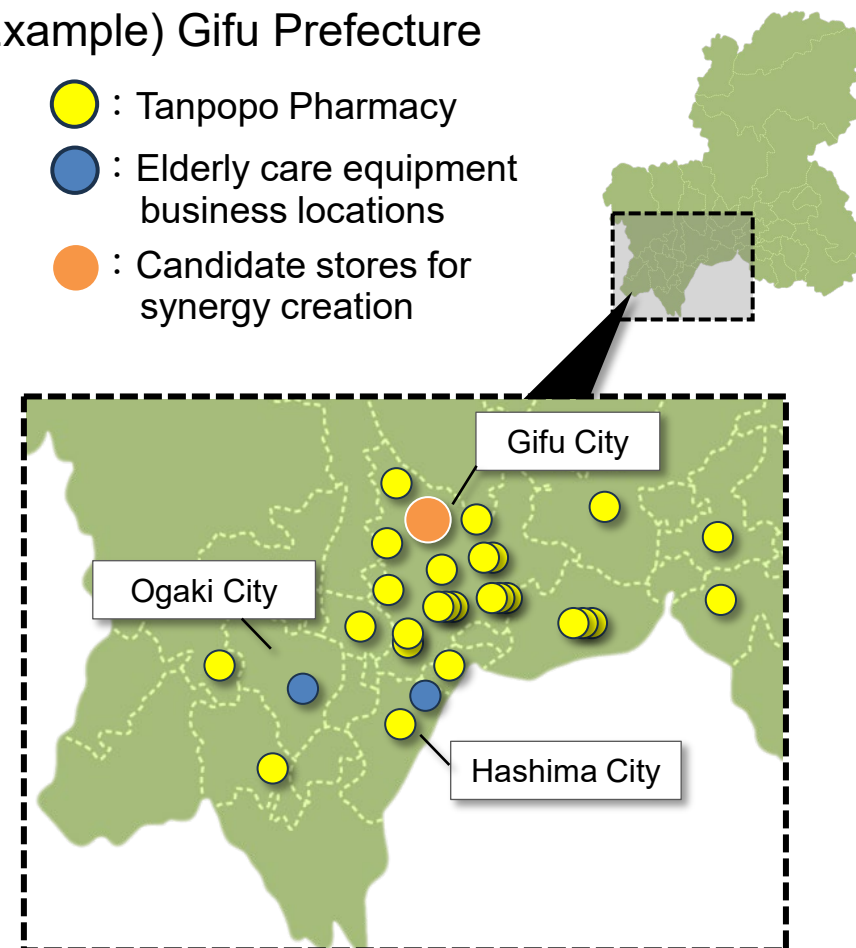 xample) Gifu Prefecture
: Tanpopo Pharmacy
: Elderly care equipment
business locations
: Candidate stores for
synergy creation
Gifu City
Ogaki City
Hashima City